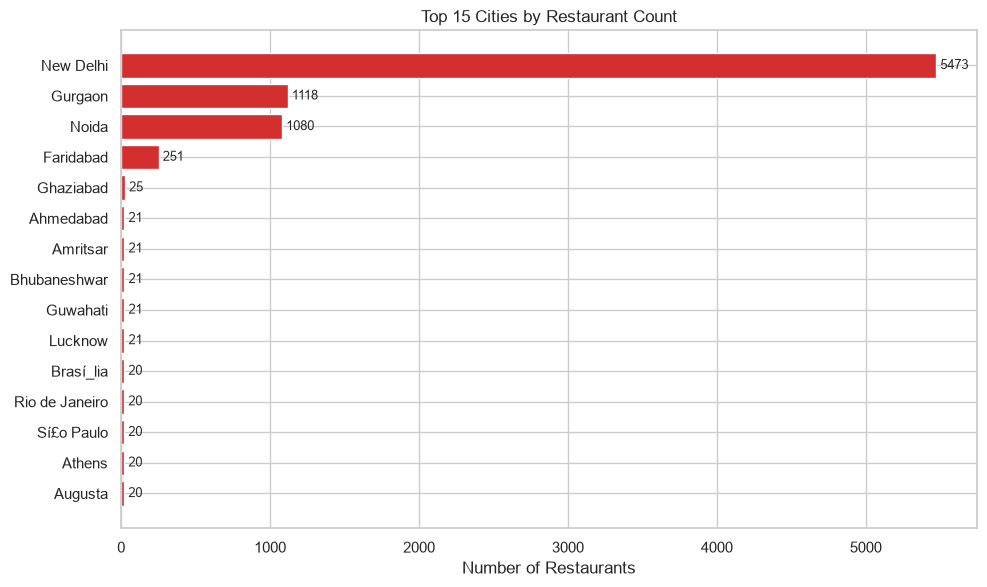 Top 15 Cities by Restaurant Count
New Delhi 5473
Gurgaon 1118
Noida 1080
Faridabad 251
Ghaziabad 25
Ahmedabad 21
Amritsar 21
Bhubaneshwar 21
Guwahati 21
Lucknow 21
Brasí_lia 20
Rio de Janeiro 20
Sí£o Paulo 20
Athens 20
Augusta 20
0 1000 2000 3000 4000 5000
Number of Restaurants